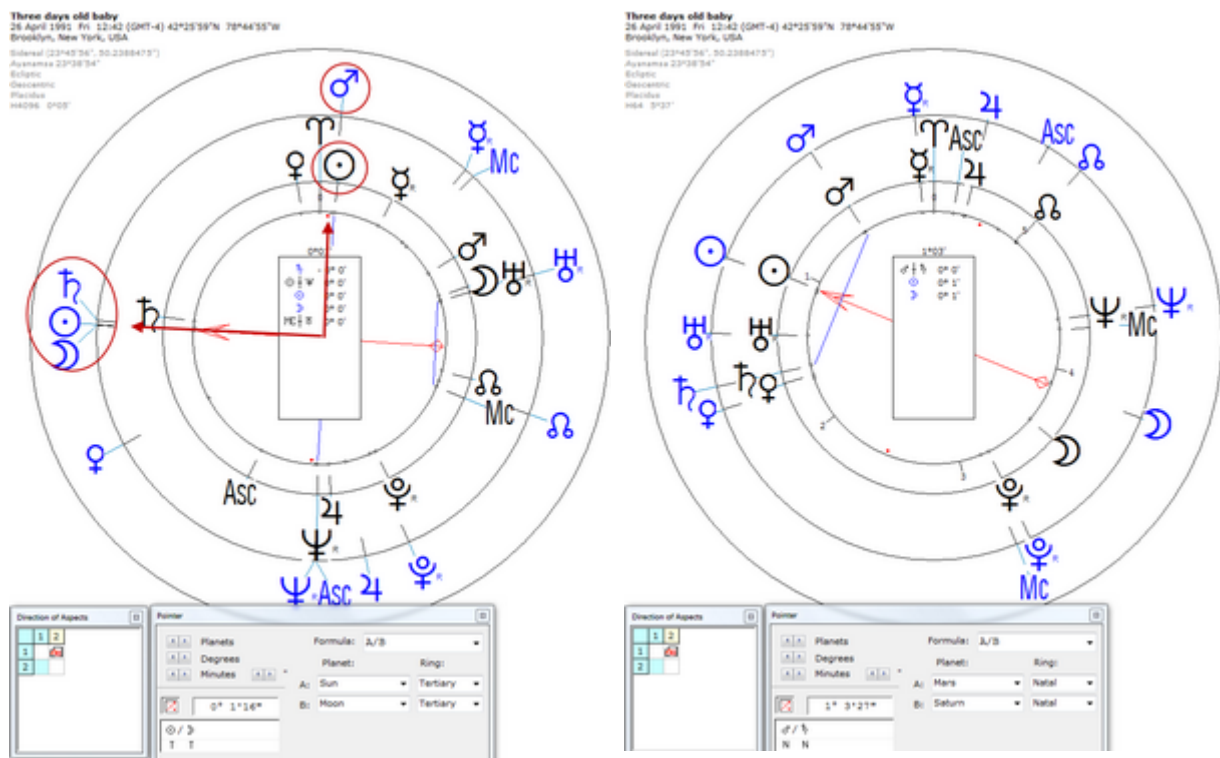 Three days old baby
26 April 1991 Fri 12:42 (GMT-4) 42°25'59"N 78°44'55"W
Brooklyn, New York, USA
Sidereal (23°45'56", 50.2388475")
Ayanamsa 23°38'54"
Ecliptic
Geocentric
Placidus
H4096 0°05'
Mc
Mc
Asc
Asc
Direction of Aspects
1 2
1
2
Pointer
Planets
Degrees
Minutes
Formula: A/B
Planet: Ring:
A: Sun Tertiary
B: Moon Tertiary
0° 1'16"
☉/☽
T T
Three days old baby
26 April 1991 Fri 12:42 (GMT-4) 42°25'59"N 78°44'55"W
Brooklyn, New York, USA
Sidereal (23°45'56", 50.2388475")
Ayanamsa 23°38'54"
Ecliptic
Geocentric
Placidus
H64 5°37'
Asc
Asc
Mc
Mc
1°03'
Direction of Aspects
1 2
1
2
Pointer
Planets
Degrees
Minutes
Formula: A/B
Planet: Ring:
A: Mars Natal
B: Saturn Natal
1° 3'27"
♂/♄
N N